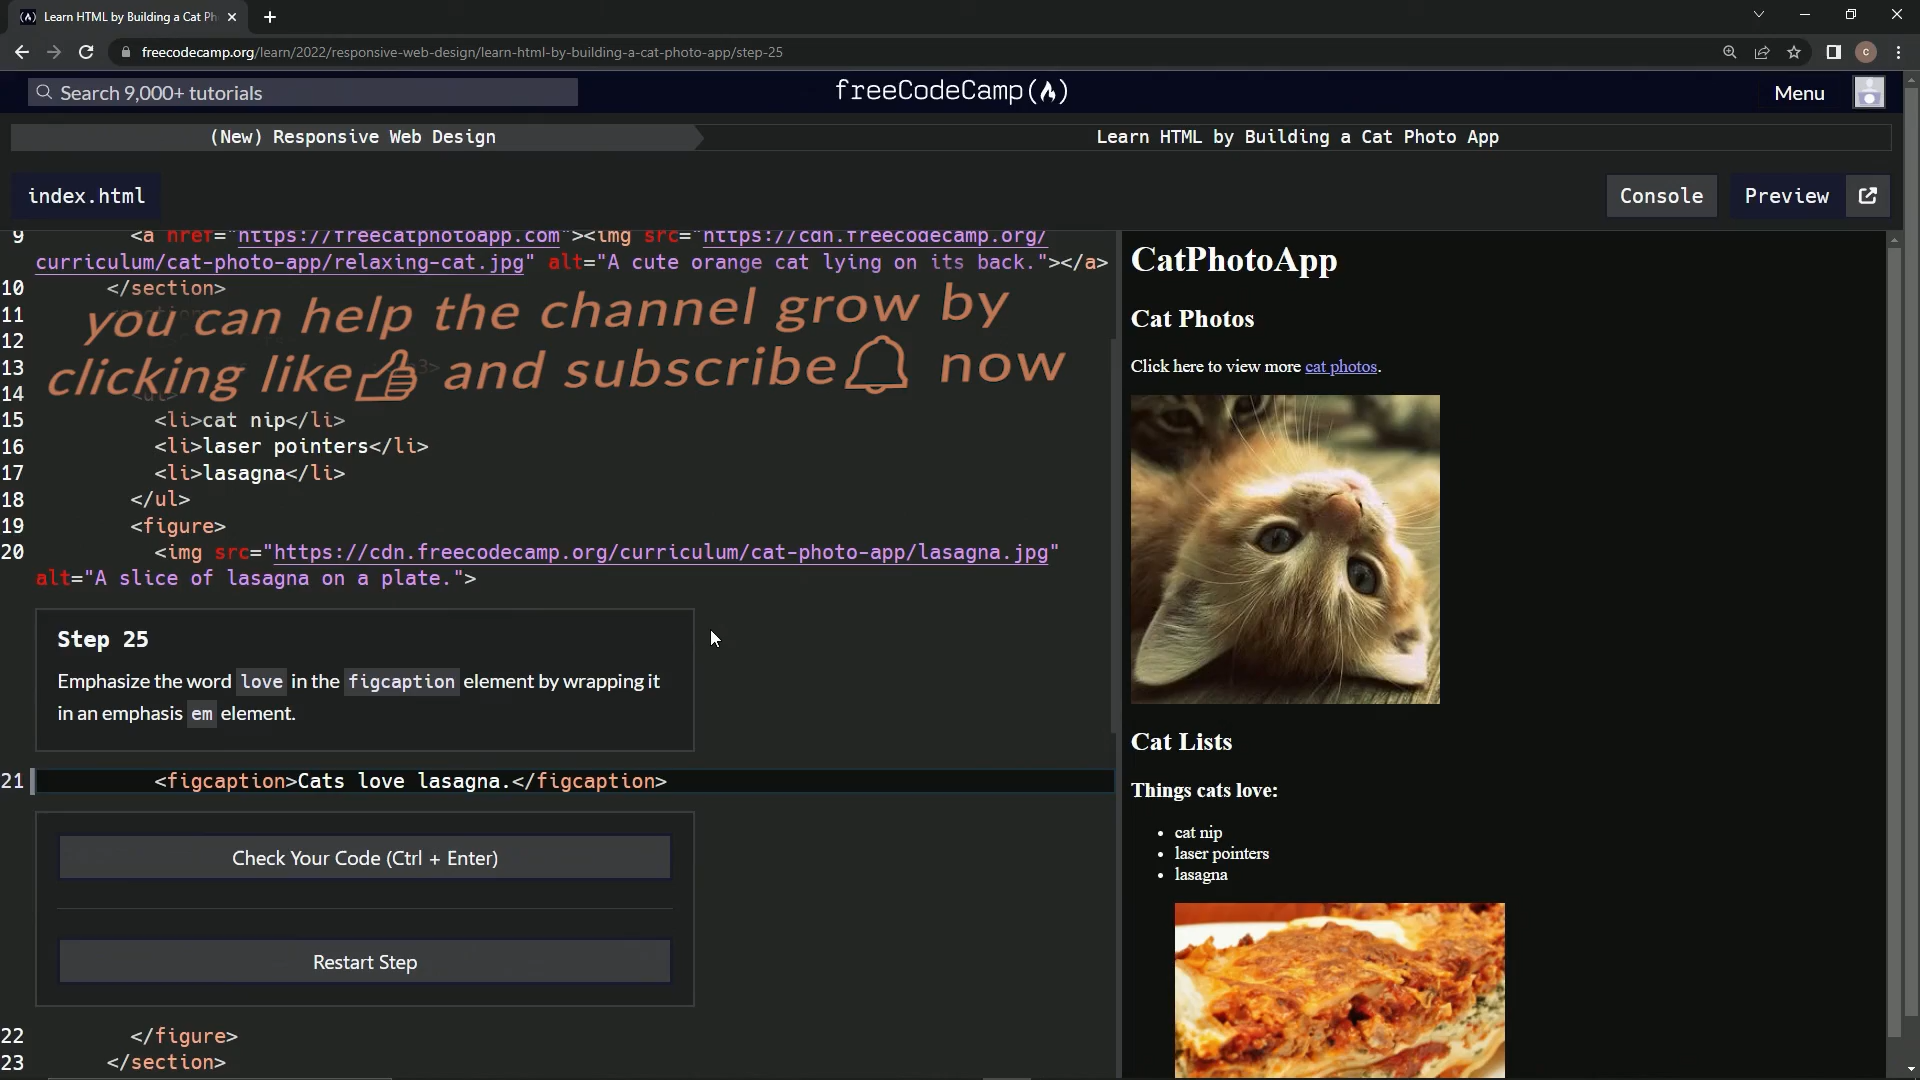 Learn HTML by Building a Cat Ph
freecodecamp.org/learn/2022/responsive-web-design/learn-html-by-building-a-cat-photo-app/step-25
c
Search 9,000+ tutorials
freeCodeCamp
Menu
(New) Responsive Web Design
Learn HTML by Building a Cat Photo App
index.html
Console
Preview
9 <a href="https://freecatphotoapp.com"><img src="https://cdn.freecodecamp.org/
curriculum/cat-photo-app/relaxing-cat.jpg" alt="A cute orange cat lying on its back."></a>
10 </section>
you can help the channel grow by
clicking like and subscribe now
11
12
13
14
15 <li>cat nip</li>
16 <li>laser pointers</li>
17 <li>lasagna</li>
18 </ul>
19 <figure>
20 <img src="https://cdn.freecodecamp.org/curriculum/cat-photo-app/lasagna.jpg"
alt="A slice of lasagna on a plate.">
Step 25
Emphasize the word love in the figcaption element by wrapping it
in an emphasis em element.
21 <figcaption>Cats love lasagna.</figcaption>
Check Your Code (Ctrl + Enter)
Restart Step
22 </figure>
23 </section>
CatPhotoApp
Cat Photos
Click here to view more cat photos.
Cat Lists
Things cats love:
• cat nip
• laser pointers
• lasagna